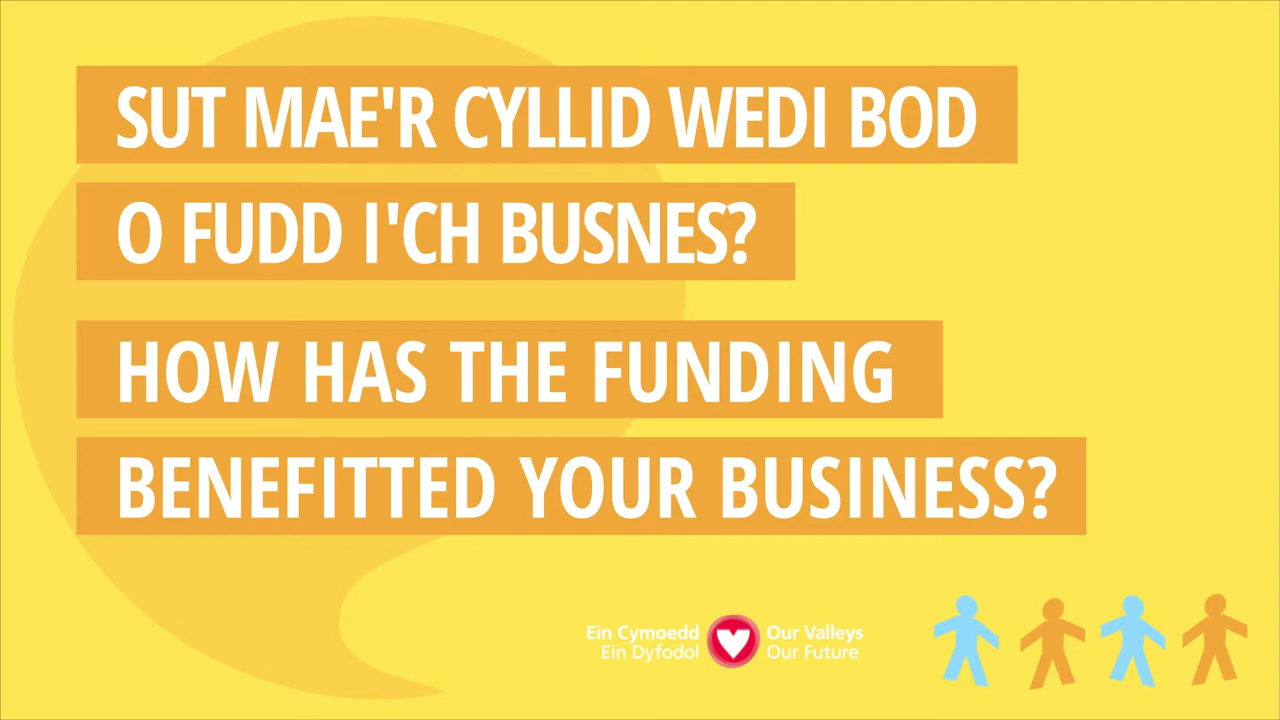 SUT MAE'R CYLLID WEDI BOD
O FUDD I'CH BUSNES?
HOW HAS THE FUNDING
BENEFITTED YOUR BUSINESS?
Ein Cymoedd
Ein Dyfodol
Our Valleys
Our Future